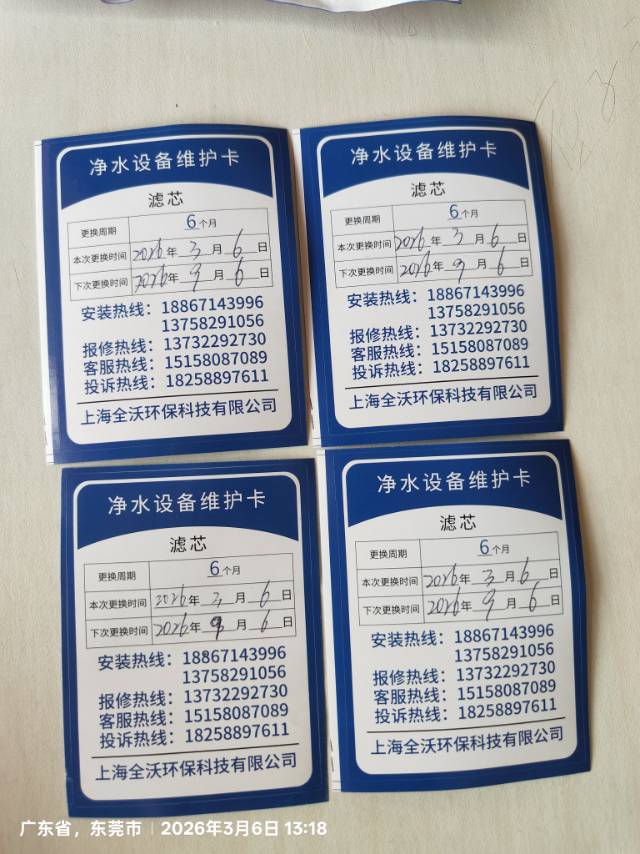 净水设备维护卡
滤芯
更换周期 6个月
本次更换时间 2026年3月6日
下次更换时间 2026年9月6日
安装热线：18867143996
13758291056
报修热线：13732292730
客服热线：15158087089
投诉热线：18258897611
上海全沃环保科技有限公司
净水设备维护卡
滤芯
更换周期 6个月
本次更换时间 2026年3月6日
下次更换时间 2026年9月6日
安装热线：18867143996
13758291056
报修热线：13732292730
客服热线：15158087089
投诉热线：18258897611
上海全沃环保科技有限公司
净水设备维护卡
滤芯
更换周期 6个月
本次更换时间 2026年3月6日
下次更换时间 2026年9月6日
安装热线：18867143996
13758291056
报修热线：13732292730
客服热线：15158087089
投诉热线：18258897611
上海全沃环保科技有限公司
净水设备维护卡
滤芯
更换周期 6个月
本次更换时间 2026年3月6日
下次更换时间 2026年9月6日
安装热线：18867143996
13758291056
报修热线：13732292730
客服热线：15158087089
投诉热线：18258897611
上海全沃环保科技有限公司
广东省，东莞市｜2026年3月6日 13:18